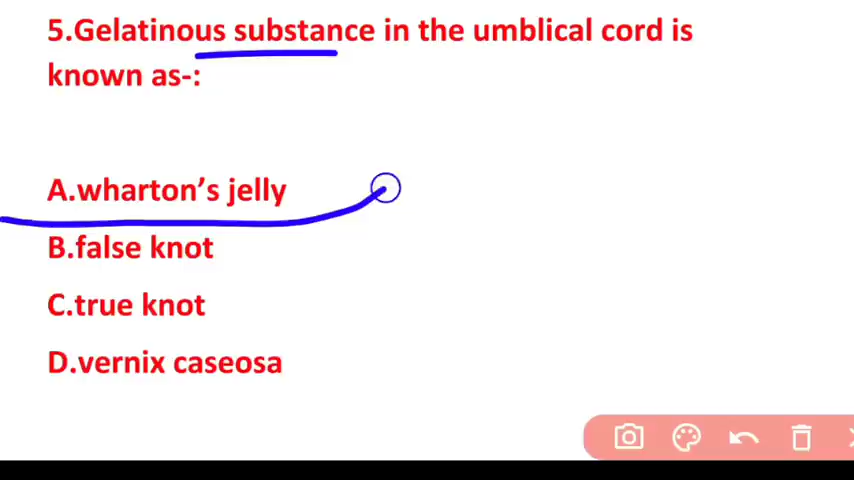 5.Gelatinous substance in the umblical cord is
known as-:
A.wharton’s jelly
B.false knot
C.true knot
D.vernix caseosa